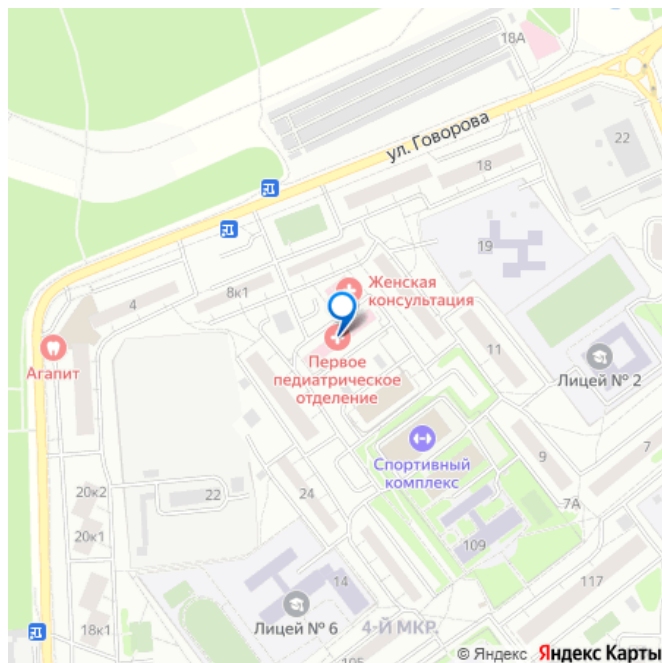 18А
ул. Говорова
22
18
19
Женская
консультация
8к1
4
Агапит
Первое
педиатрическое
отделение
11
Лицей № 2
Спортивный
комплекс
9
7
7А
20к2
22
24
20к1
109
14
117
18к1
Лицей № 6
4-Й МКР.
105
© Яндекс Яндекс Карты